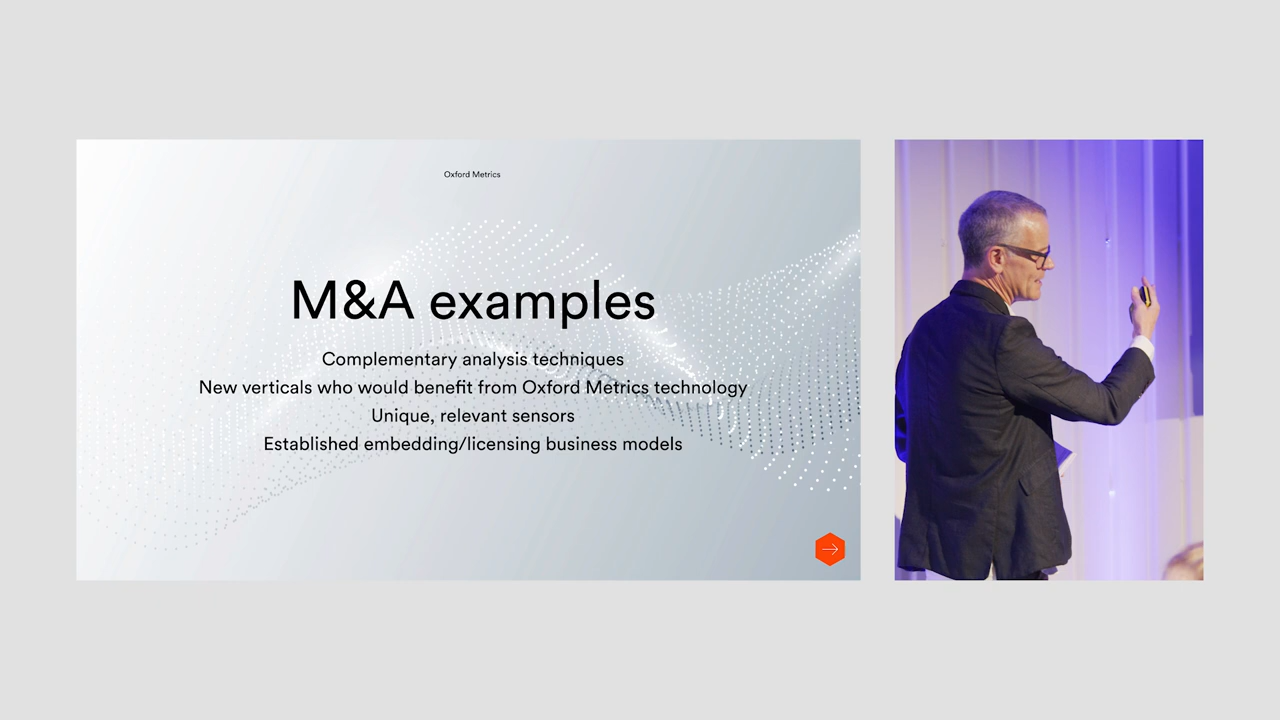 Oxford Metrics
M&A examples
Complementary analysis techniques
New verticals who would benefit from Oxford Metrics technology
Unique, relevant sensors
Established embedding/licensing business models